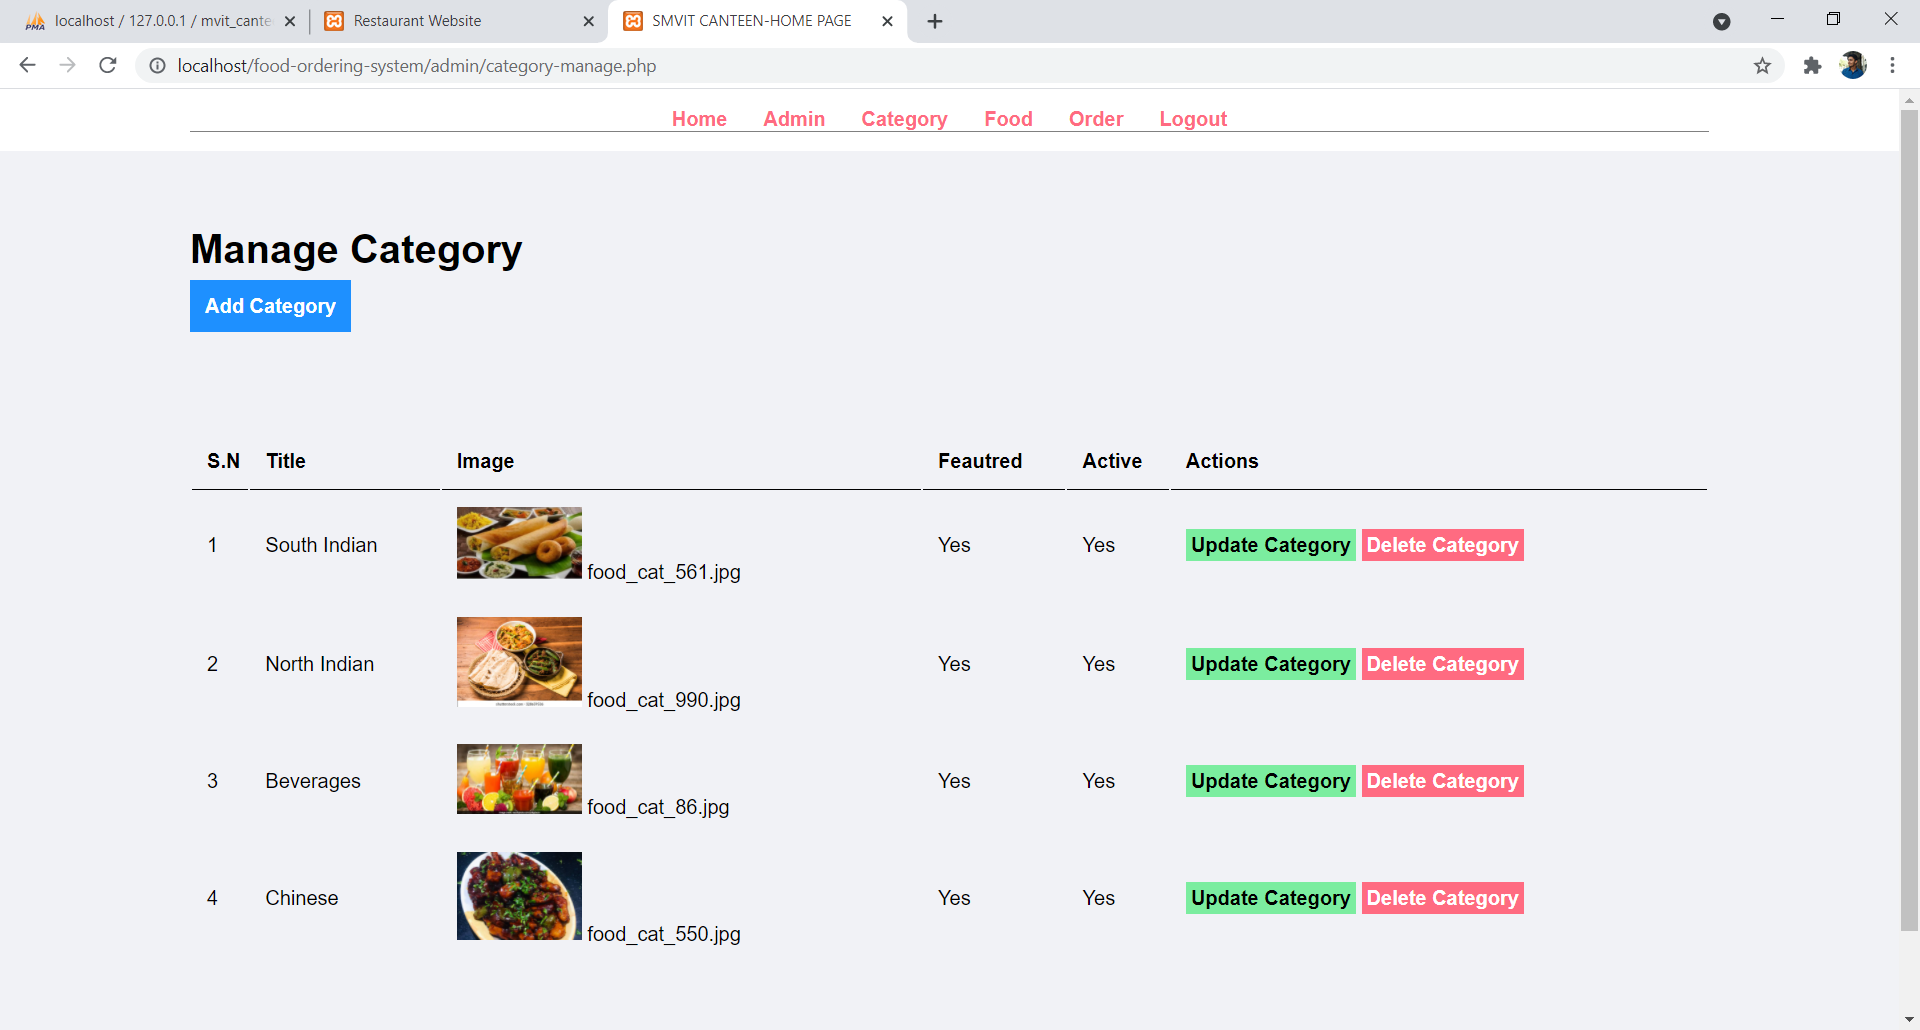 localhost / 127.0.0.1 / mvit_cante
Restaurant Website
SMVIT CANTEEN-HOME PAGE
localhost/food-ordering-system/admin/category-manage.php
Home Admin Category Food Order Logout
Manage Category
Add Category
S.N Title Image Feautred Active Actions
1 South Indian food_cat_561.jpg Yes Yes Update Category Delete Category
2 North Indian food_cat_990.jpg Yes Yes Update Category Delete Category
3 Beverages food_cat_86.jpg Yes Yes Update Category Delete Category
4 Chinese food_cat_550.jpg Yes Yes Update Category Delete Category